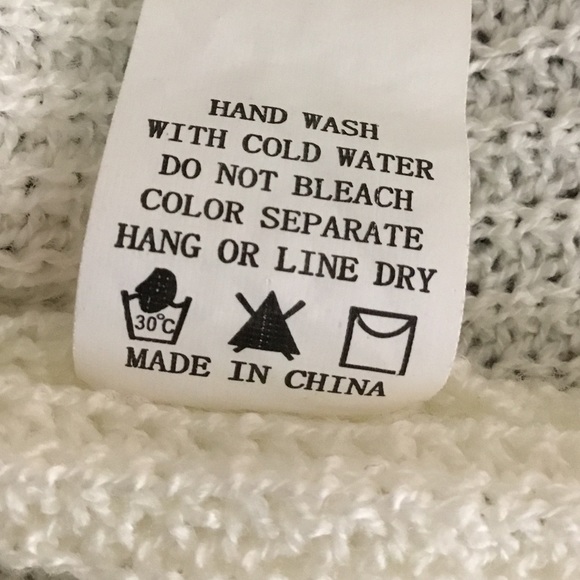 HAND WASH
WITH COLD WATER
DO NOT BLEACH
COLOR SEPARATE
HANG OR LINE DRY
30°C
MADE IN CHINA